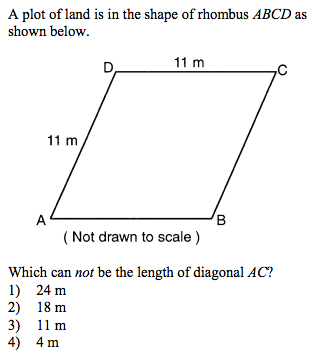 A plot of land is in the shape of rhombus ABCD as
shown below.
D
11 m
C
11 m
A
B
( Not drawn to scale )
Which can not be the length of diagonal AC?
1) 24 m
2) 18 m
3) 11 m
4) 4 m